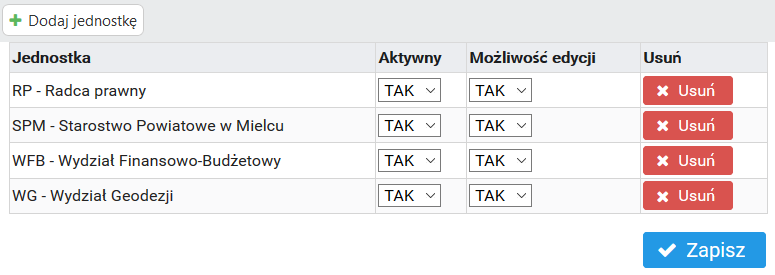 Dodaj jednostkę
Jednostka Aktywny Możliwość edycji Usuń
RP - Radca prawny TAK TAK Usuń
SPM - Starostwo Powiatowe w Mielcu TAK TAK Usuń
WFB - Wydział Finansowo-Budżetowy TAK TAK Usuń
WG - Wydział Geodezji TAK TAK Usuń
Zapisz